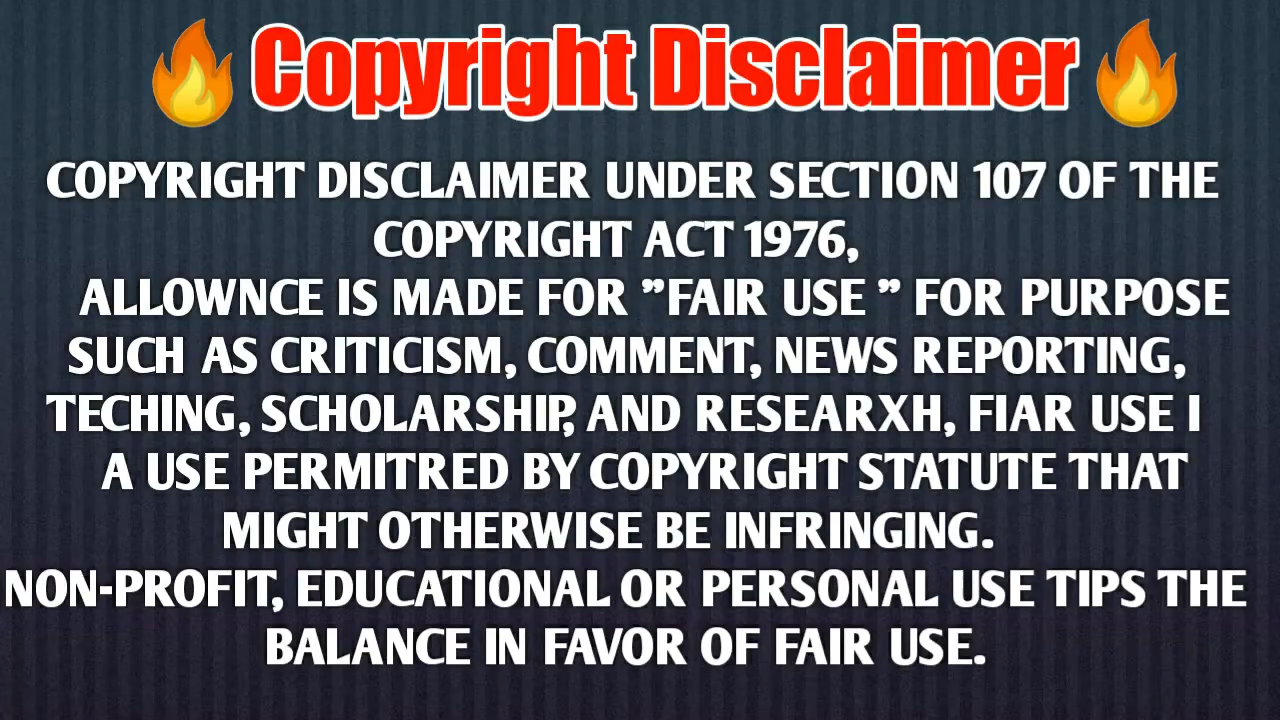 Copyright Disclaimer
COPYRIGHT DISCLAIMER UNDER SECTION 107 OF THE
COPYRIGHT ACT 1976,
ALLOWNCE IS MADE FOR ”FAIR USE ” FOR PURPOSE
SUCH AS CRITICISM, COMMENT, NEWS REPORTING,
TECHING, SCHOLARSHIP, AND RESEARXH, FIAR USE I
A USE PERMITRED BY COPYRIGHT STATUTE THAT
MIGHT OTHERWISE BE INFRINGING.
NON-PROFIT, EDUCATIONAL OR PERSONAL USE TIPS THE
BALANCE IN FAVOR OF FAIR USE.